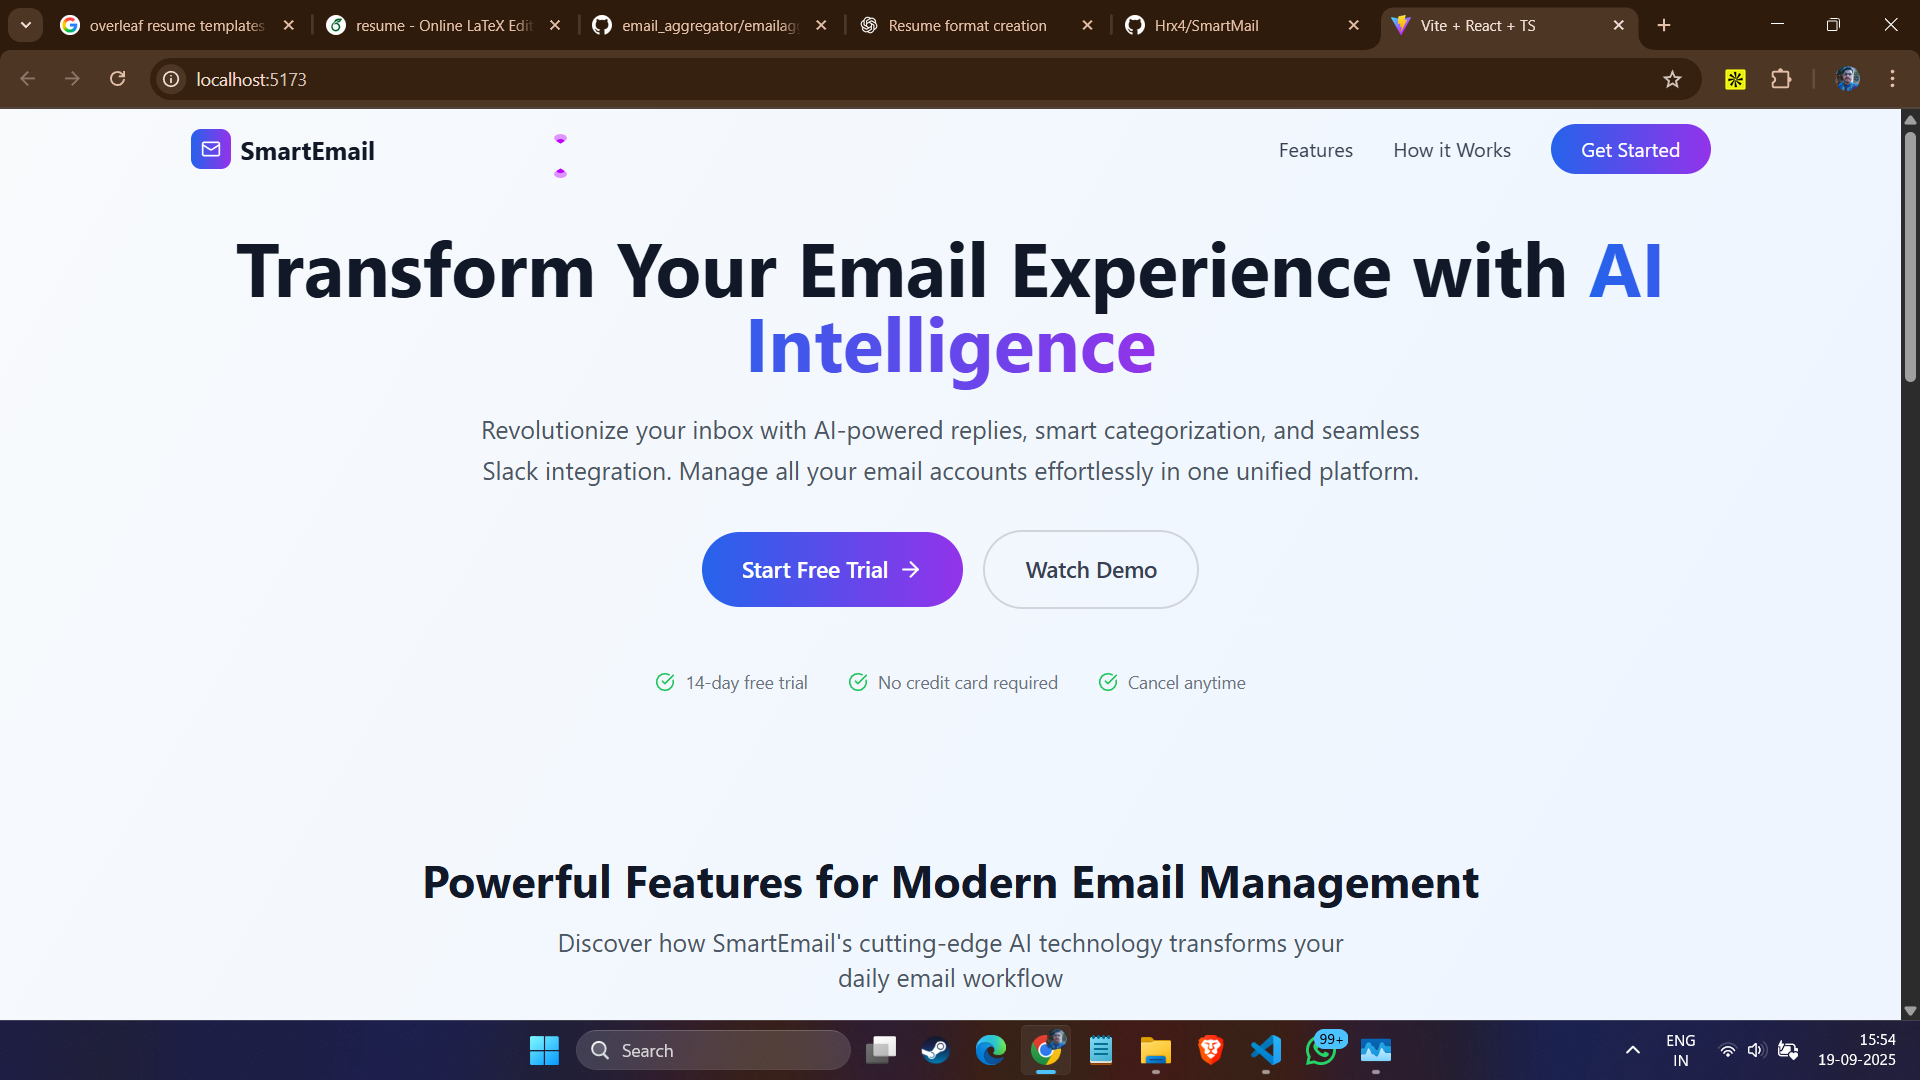 overleaf resume templates
resume - Online LaTeX Edit
email_aggregator/emailagg
Resume format creation
Hrx4/SmartMail
Vite + React + TS
localhost:5173
SmartEmail
Features
How it Works
Get Started
Transform Your Email Experience with AI
Intelligence
Revolutionize your inbox with AI-powered replies, smart categorization, and seamless
Slack integration. Manage all your email accounts effortlessly in one unified platform.
Start Free Trial
Watch Demo
14-day free trial
No credit card required
Cancel anytime
Powerful Features for Modern Email Management
Discover how SmartEmail's cutting-edge AI technology transforms your
daily email workflow
Search
99+
ENG
IN
15:54
19-09-2025